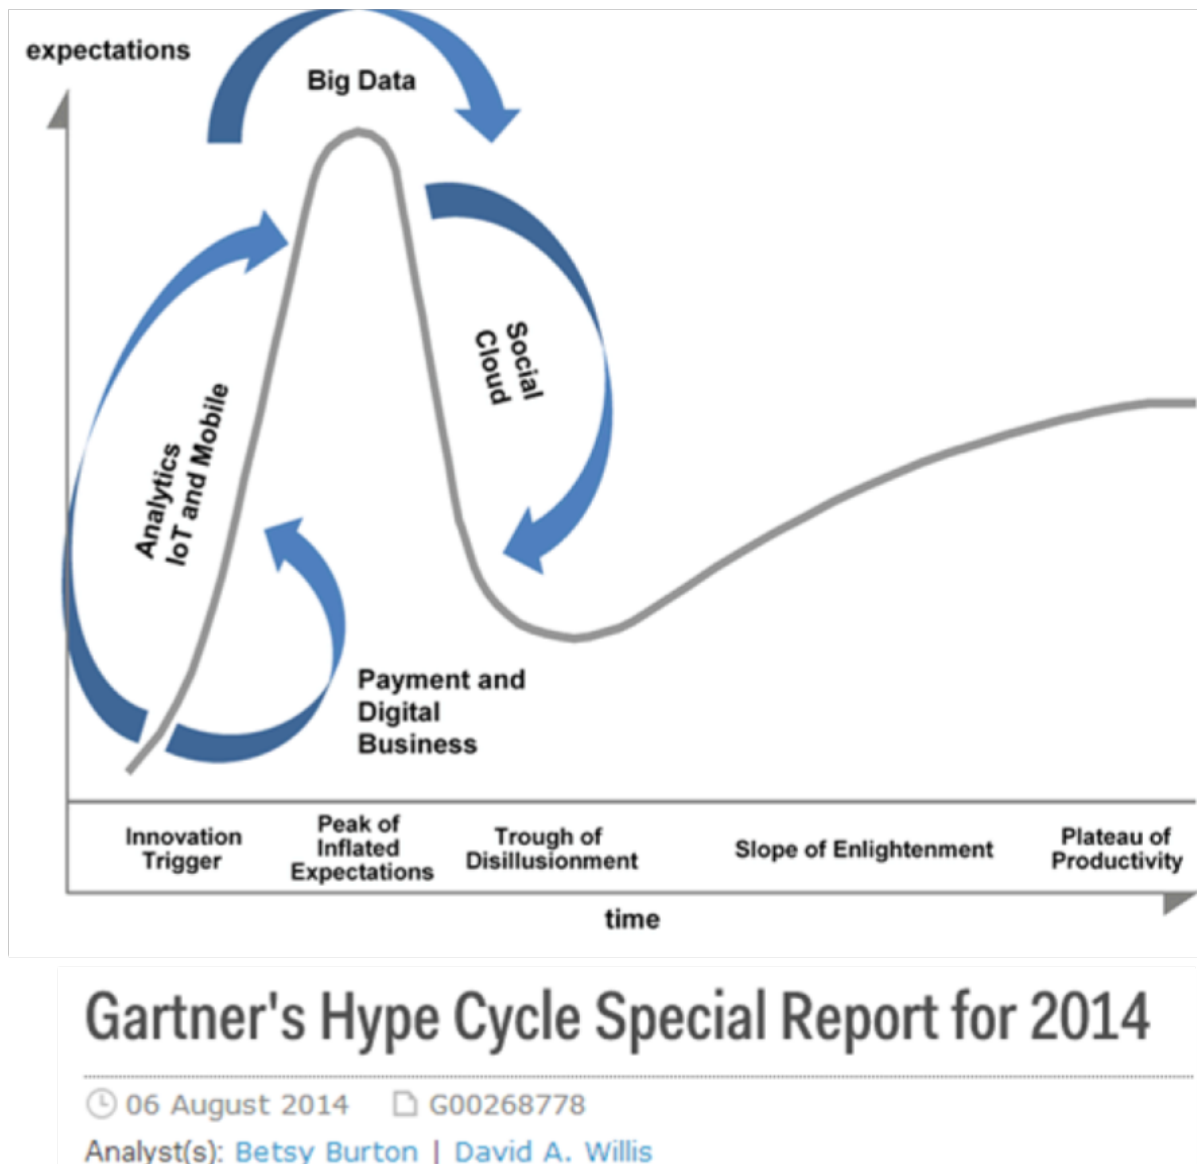 expectations
Big Data
Social
Cloud
Analytics
IoT and Mobile
Payment and
Digital
Business
Innovation
Trigger
Peak of
Inflated
Expectations
Trough of
Disillusionment
Slope of Enlightenment
Plateau of
Productivity
time
Gartner's Hype Cycle Special Report for 2014
06 August 2014 G00268778
Analyst(s): Betsy Burton | David A. Willis